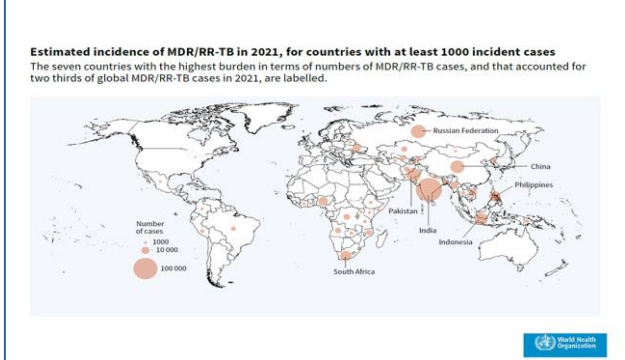 Estimated incidence of MDR/RR-TB in 2021, for countries with at least 1000 incident cases
The seven countries with the highest burden in terms of numbers of MDR/RR-TB cases, and that accounted for
two thirds of global MDR/RR-TB cases in 2021, are labelled.
Russian Federation
China
Philippines
Pakistan
India
Indonesia
South Africa
Number
of cases
1000
10 000
100 000
World Health
Organization